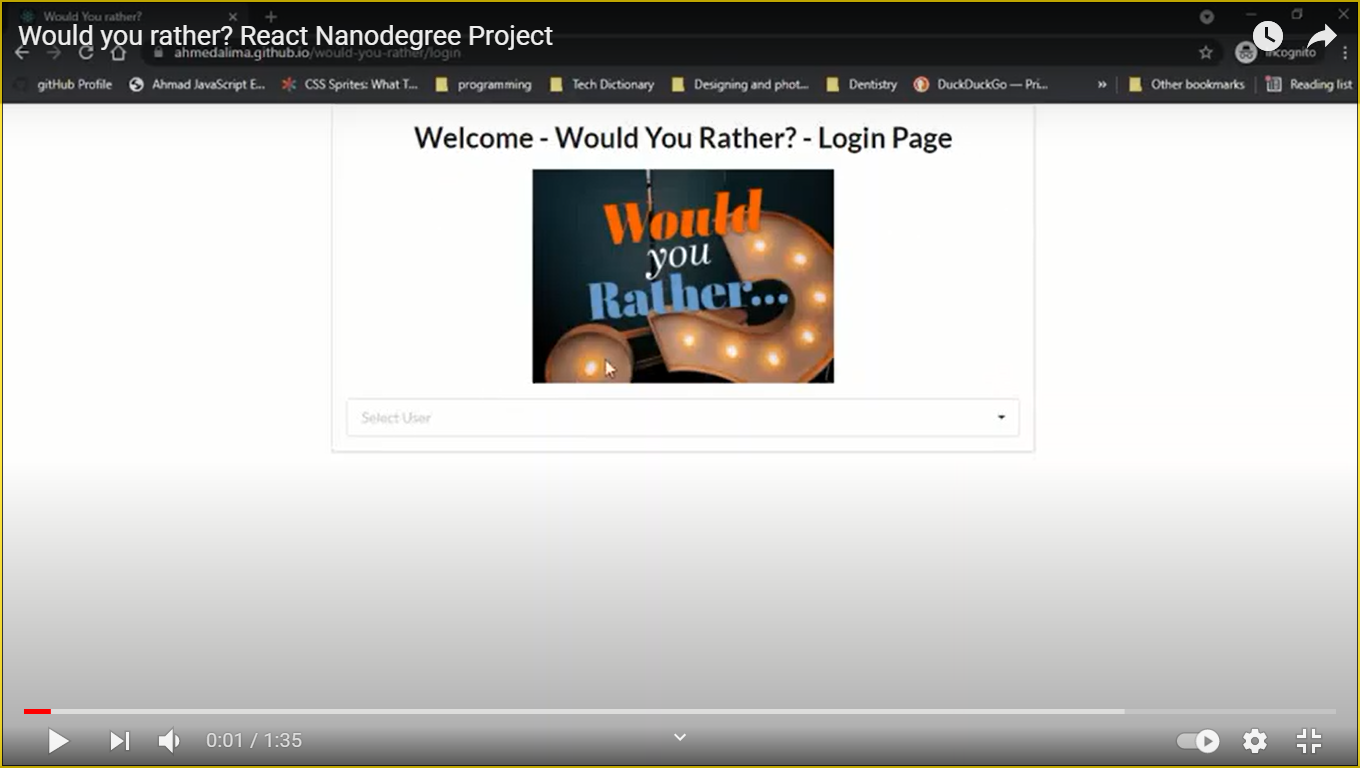 Would You rather?
Would you rather? React Nanodegree Project
ahmedalima.github.io/would-you-rather/login
Incognito
gitHub Profile
Ahmad JavaScript E...
CSS Sprites: What T...
programming
Tech Dictionary
Designing and phot...
Dentistry
DuckDuckGo — Pri...
»
Other bookmarks
Reading list
Welcome - Would You Rather? - Login Page
Would
you
Rather...
Select User
0:01 / 1:35